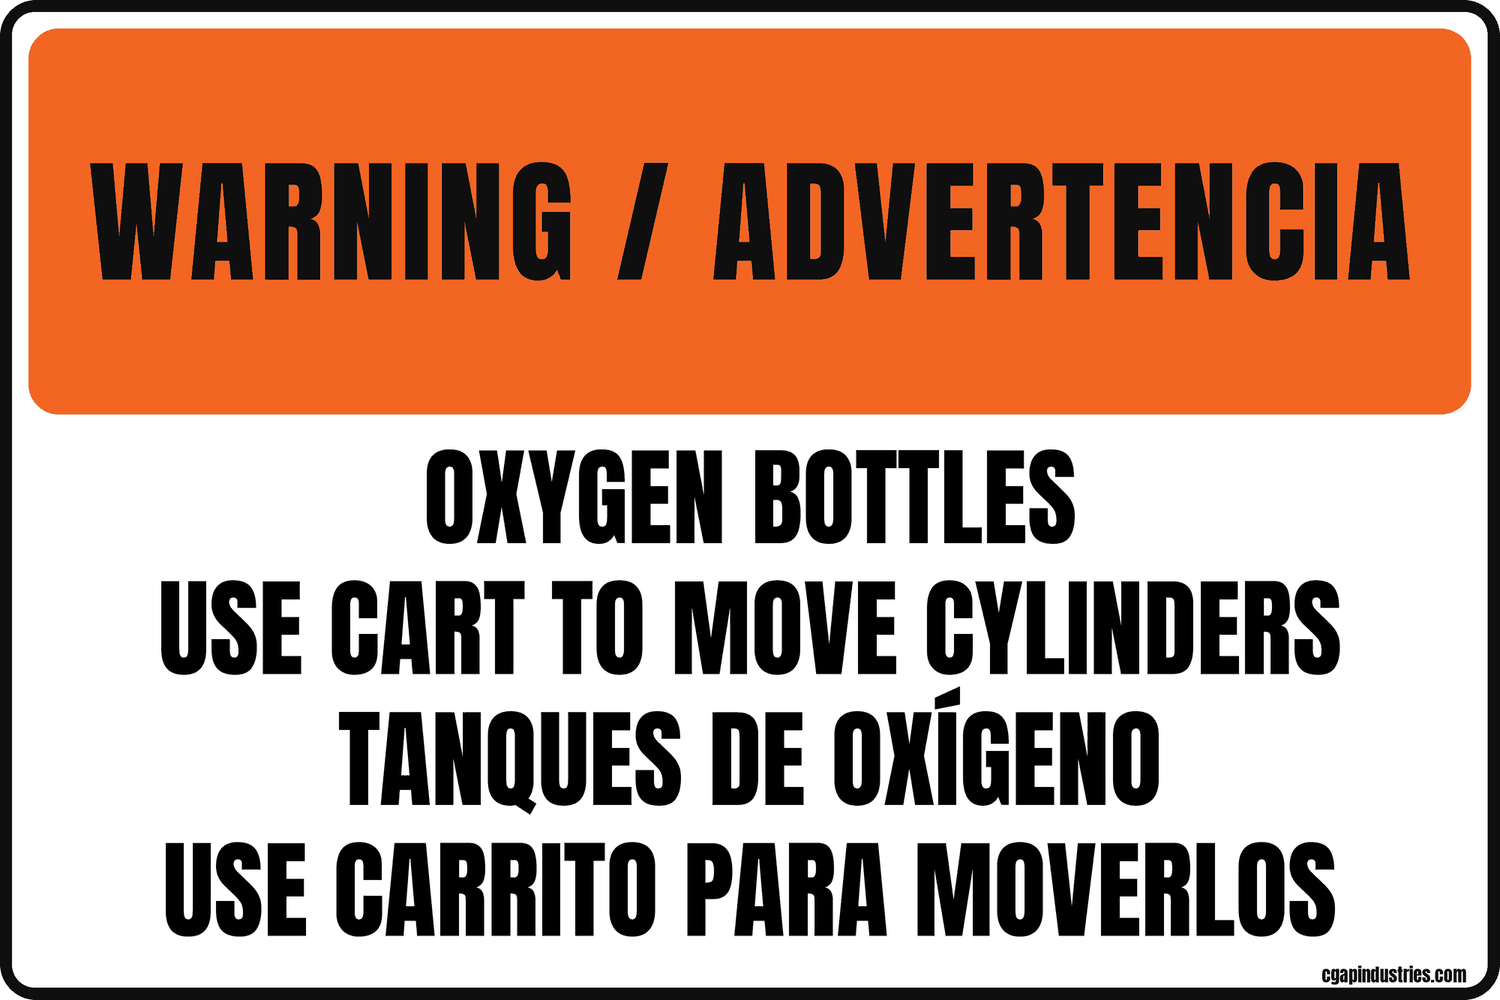 WARNING / ADVERTENCIA
OXYGEN BOTTLES
USE CART TO MOVE CYLINDERS
TANQUES DE OXÍGENO
USE CARRITO PARA MOVERLOS
cgapindustries.com